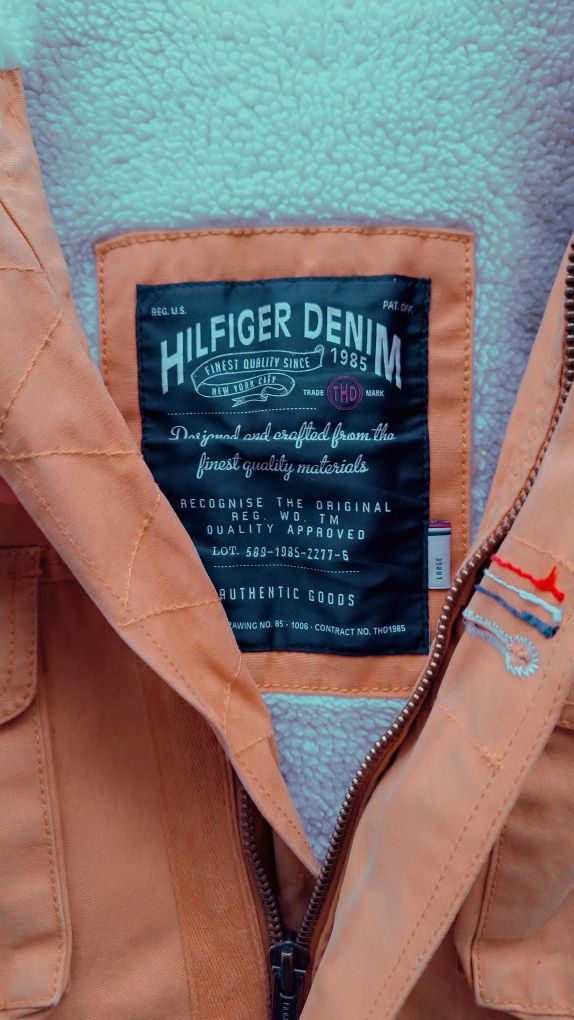 REG. U.S. PAT. OFF.
HILFIGER DENIM
FINEST QUALITY SINCE 1985
NEW YORK CITY
TRADE THD MARK
Designed and crafted from the
finest quality materials
RECOGNISE THE ORIGINAL
REG. WD. TM
QUALITY APPROVED
LOT. 589-1985-2277-6
AUTHENTIC GOODS
RAWING NO. 85 - 1006 - CONTRACT NO. THD1985
LARGE